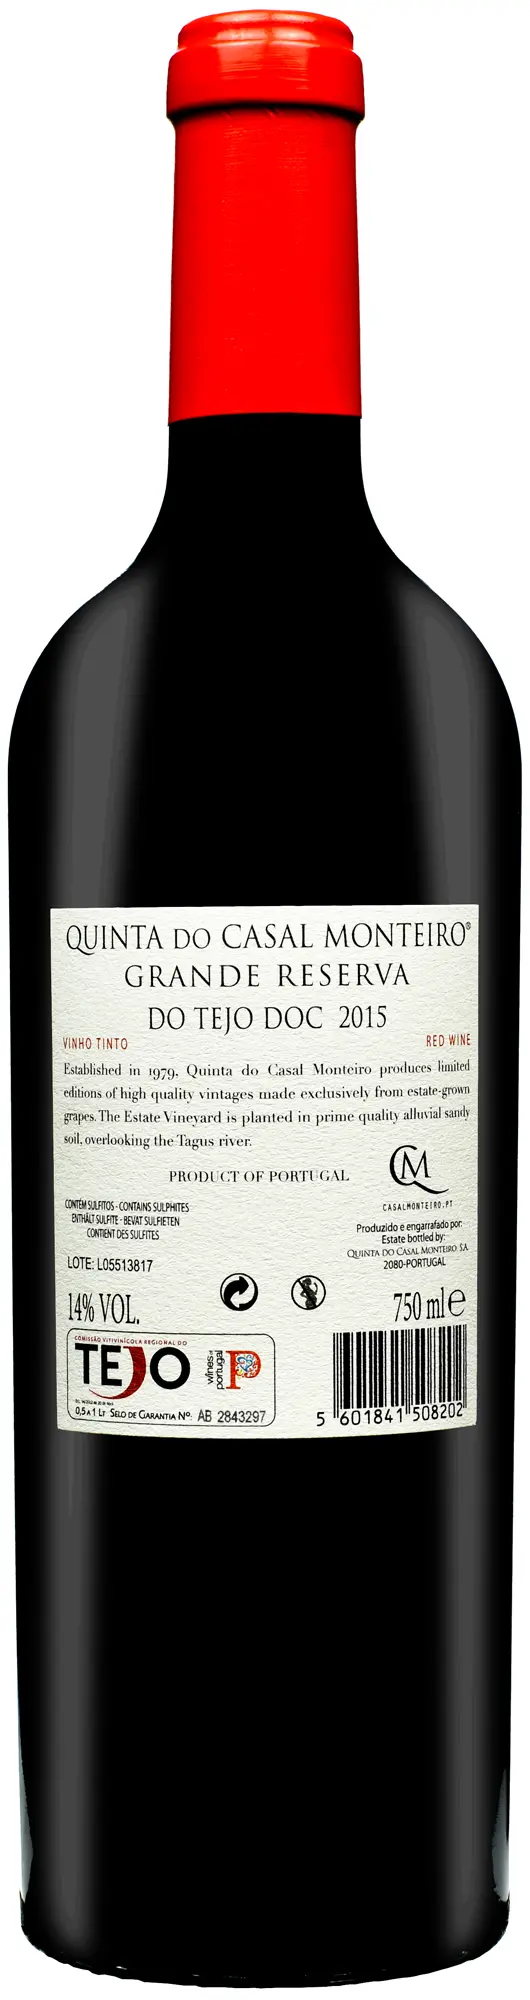 QUINTA DO CASAL MONTEIRO®
GRANDE RESERVA
DO TEJO DOC 2015
VINHO TINTO RED WINE
Established in 1979, Quinta do Casal Monteiro produces limited
editions of high quality vintages made exclusively from estate-grown
grapes. The Estate Vineyard is planted in prime quality alluvial sandy
soil, overlooking the Tagus river.
PRODUCT OF PORTUGAL
CM
CASALMONTEIRO.PT
CONTÉM SULFITOS - CONTAINS SULPHITES
ENTHÄLT SULFITE - BEVAT SULFIETEN
CONTIENT DES SULFITES
Produzido e engarrafado por:
Estate bottled by:
QUINTA DO CASAL MONTEIRO SA
2080-PORTUGAL
LOTE: L05513817
14% VOL. 750 ml e
COMISSÃO VITIVINÍCOLA REGIONAL DO
TEJO
wines of
portugal
0,5 A 1 LT SELO DE GARANTIA Nº: AB 2843297
5 601841 508202